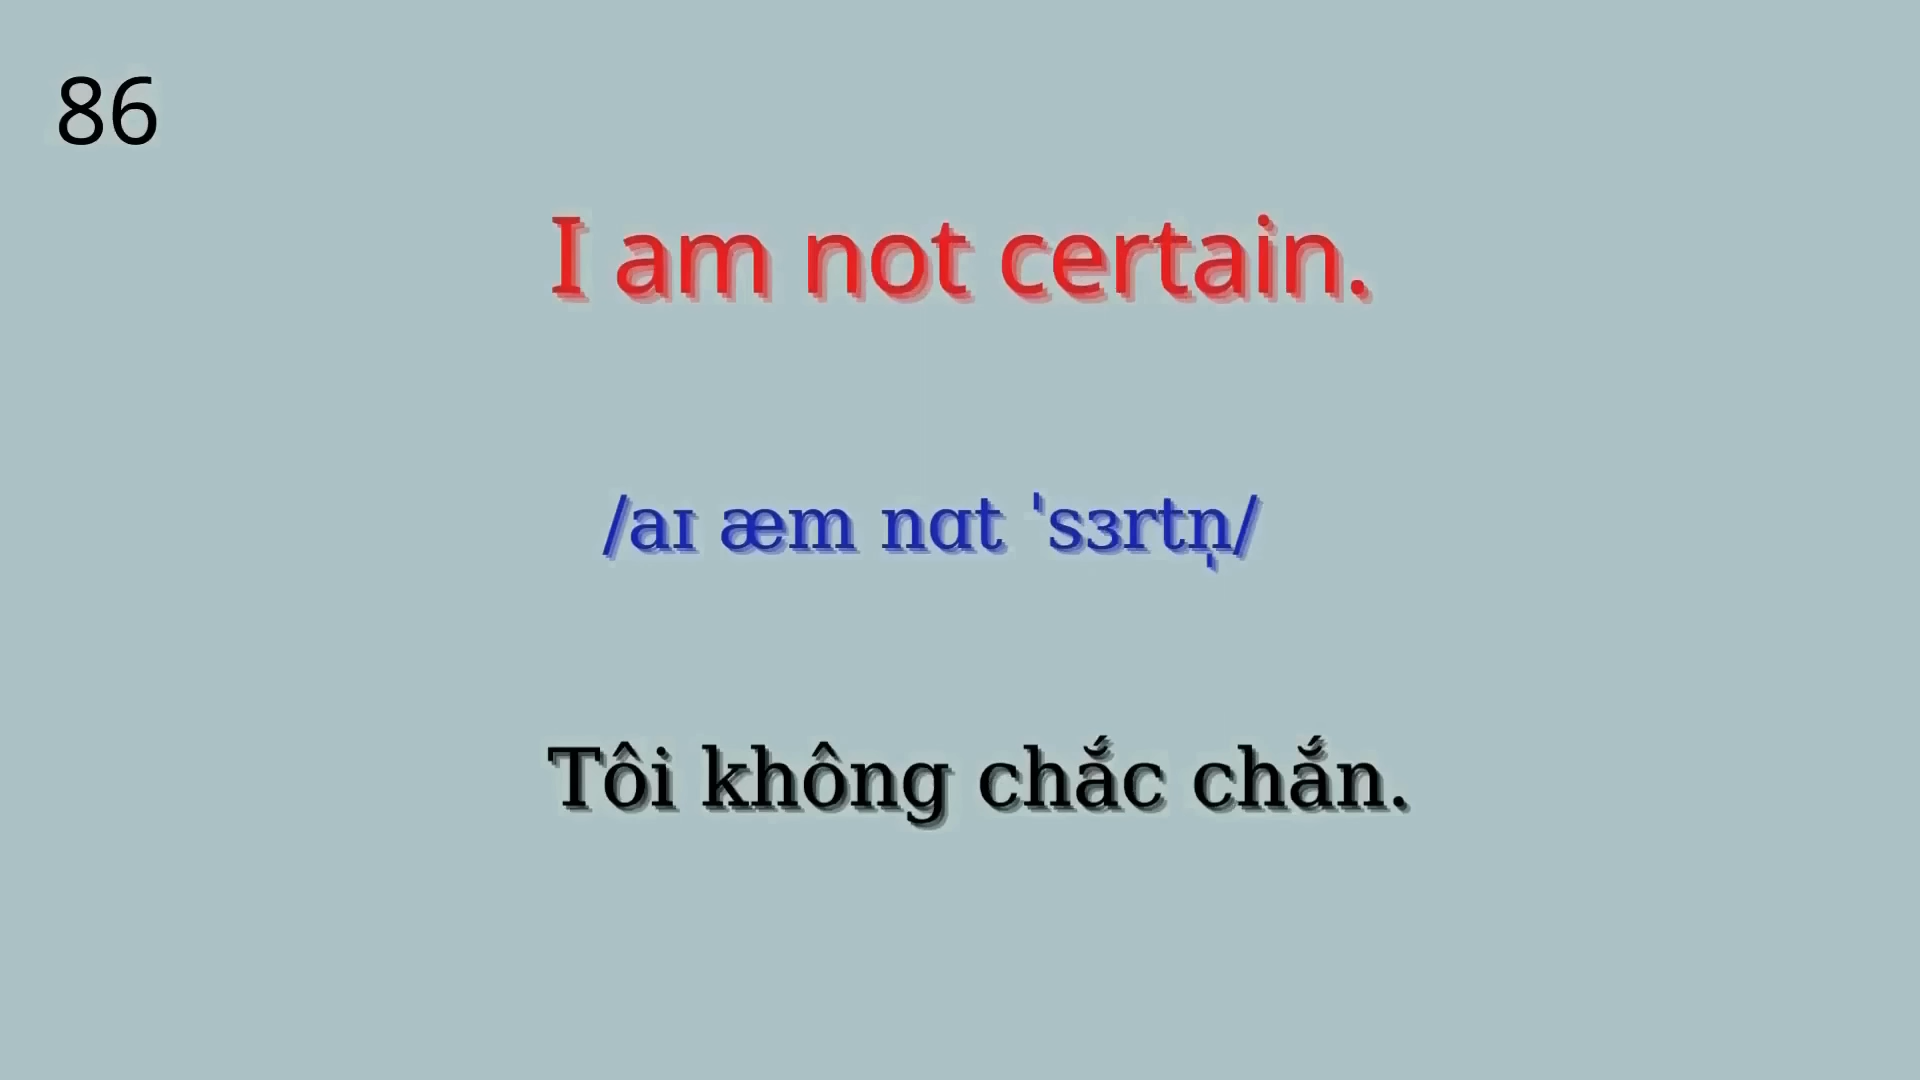 86
I am not certain.
/aɪ æm nɑt ˈsɜrtn̩/
Tôi không chắc chắn.